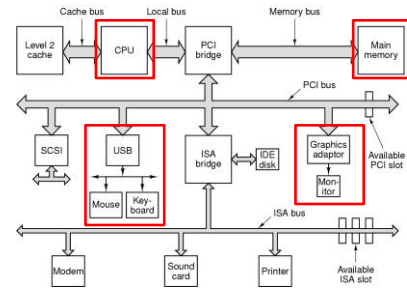 Cache bus
Local bus
Memory bus
Level 2
cache
CPU
PCI
bridge
Main
memory
PCI bus
SCSI
USB
ISA
bridge
IDE
disk
Graphics
adaptor
Mon-
itor
Available
PCI slot
Mouse
Key-
board
ISA bus
Modem
Sound
card
Printer
Available
ISA slot